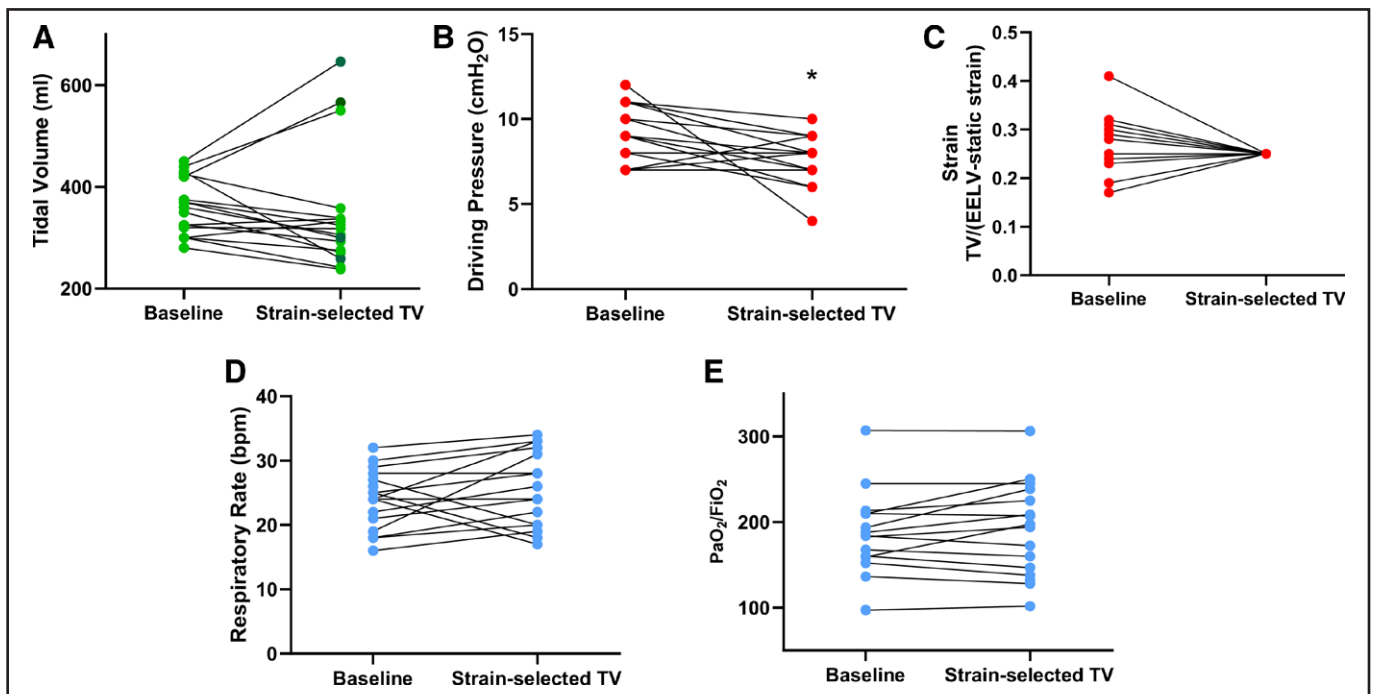 A
Tidal Volume (ml)
600
400
200
Baseline
Strain-selected TV
B
Driving Pressure (cmH₂O)
15
10
5
0
*
Baseline
Strain-selected TV
C
Strain
TV/(EELV-static strain)
0.5
0.4
0.3
0.2
0.1
0.0
Baseline
Strain-selected TV
D
Respiratory Rate (bpm)
40
30
20
10
0
Baseline
Strain-selected TV
E
PaO₂/FiO₂
300
200
100
Baseline
Strain-selected TV